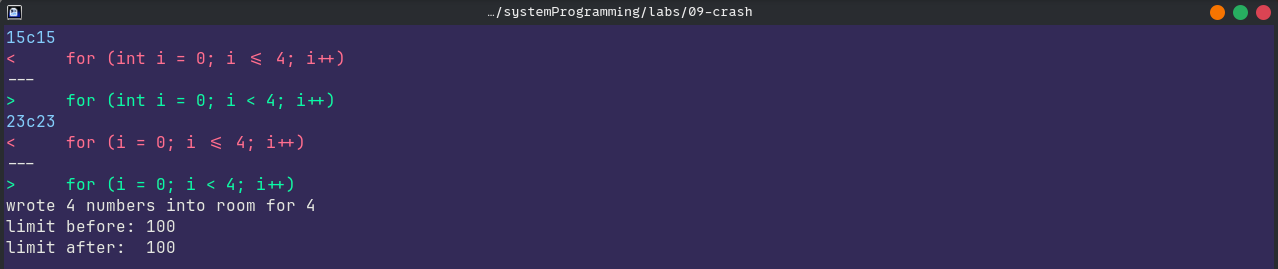 …/systemProgramming/labs/09-crash
15c15
<     for (int i = 0; i <= 4; i++)
---
>     for (int i = 0; i < 4; i++)
23c23
<     for (i = 0; i <= 4; i++)
---
>     for (i = 0; i < 4; i++)
wrote 4 numbers into room for 4
limit before: 100
limit after:  100